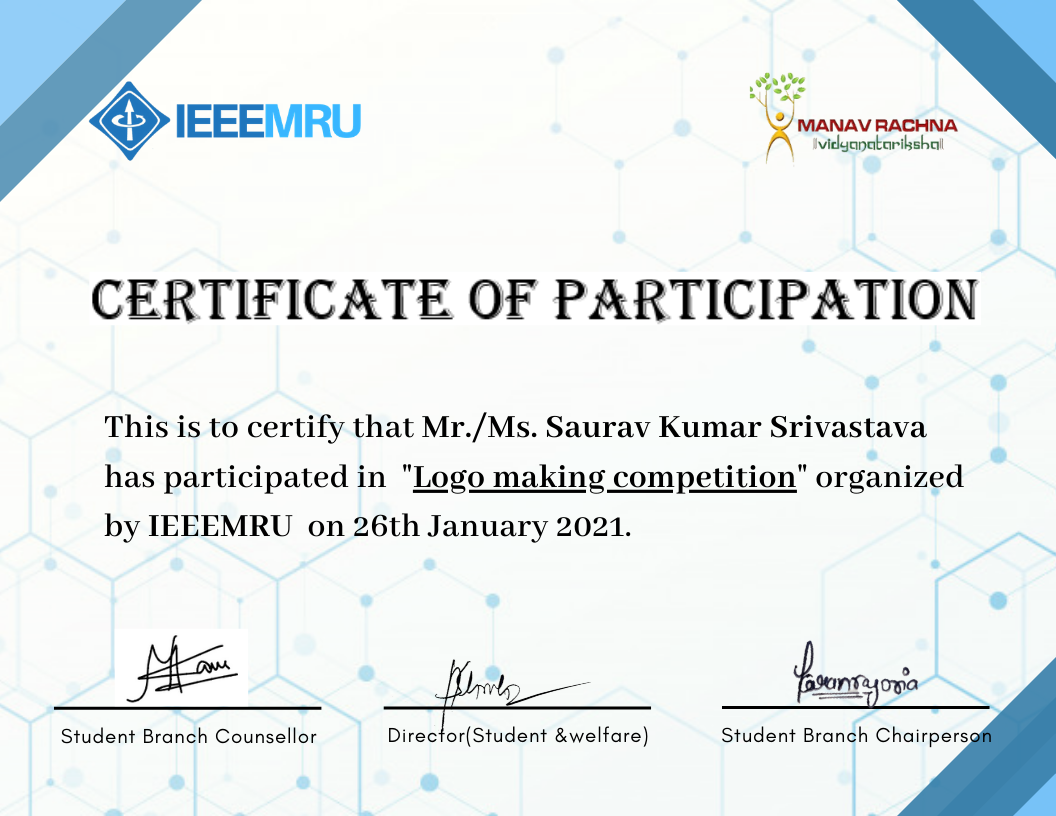 IEEEMRU
MANAV RACHNA
॥vidyanatariksha॥
CERTIFICATE OF PARTICIPATION
This is to certify that Mr./Ms. Saurav Kumar Srivastava
has participated in "Logo making competition" organized
by IEEEMRU on 26th January 2021.
Student Branch Counsellor
Director(Student &welfare)
Student Branch Chairperson